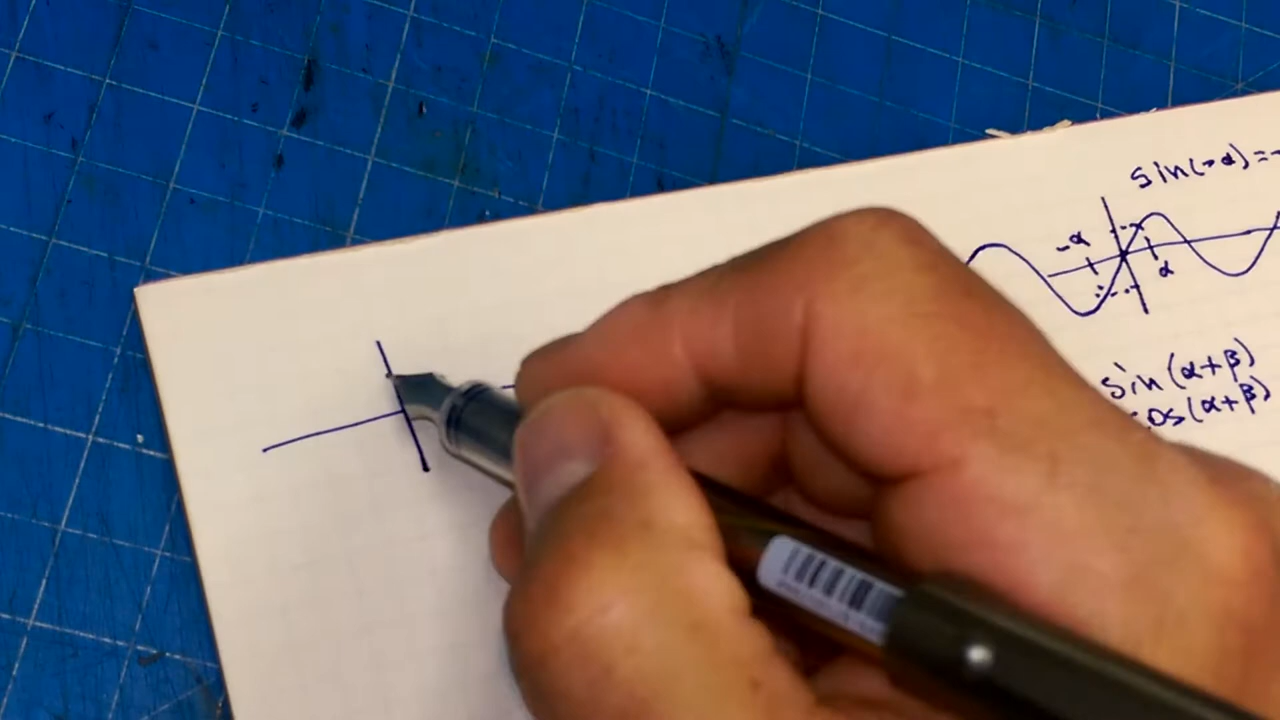 sin(-α)=-
-α
α
sin(α+β)
cos(α+β)